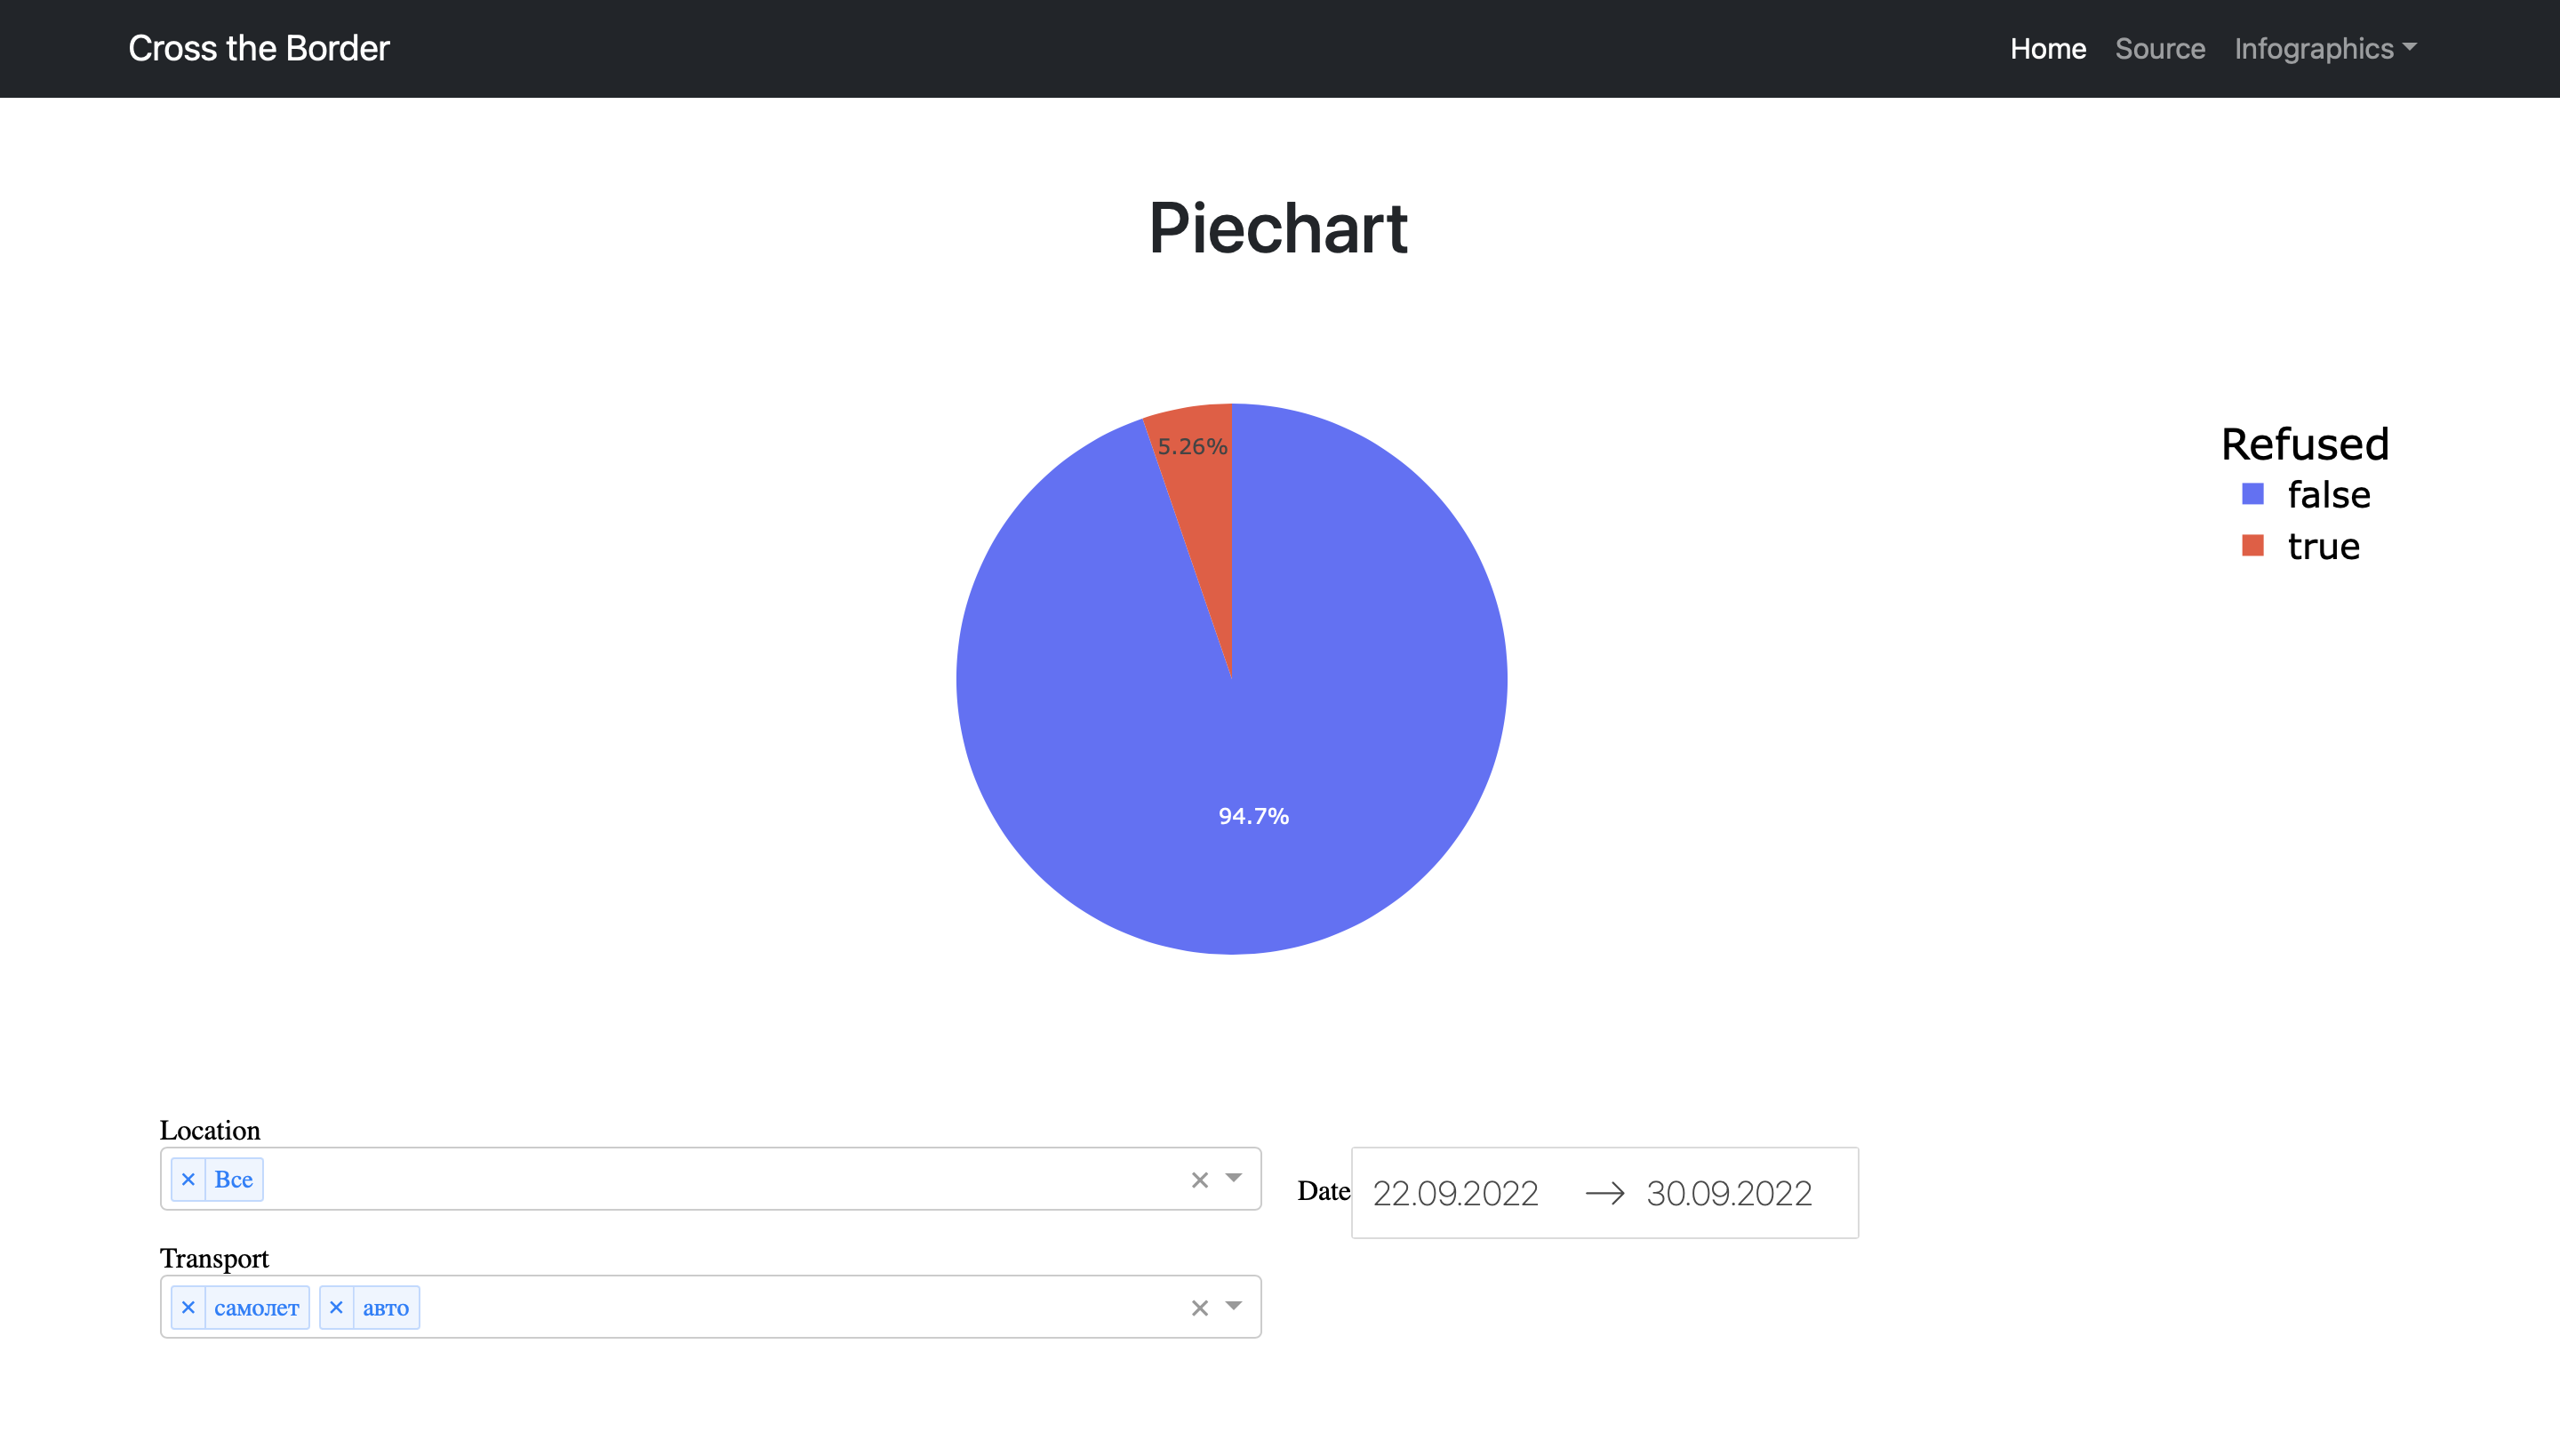 Cross the Border
Home Source Infographics
Piechart
5.26%
94.7%
Refused
false
true
Location
Все
Date 22.09.2022 → 30.09.2022
Transport
самолет авто